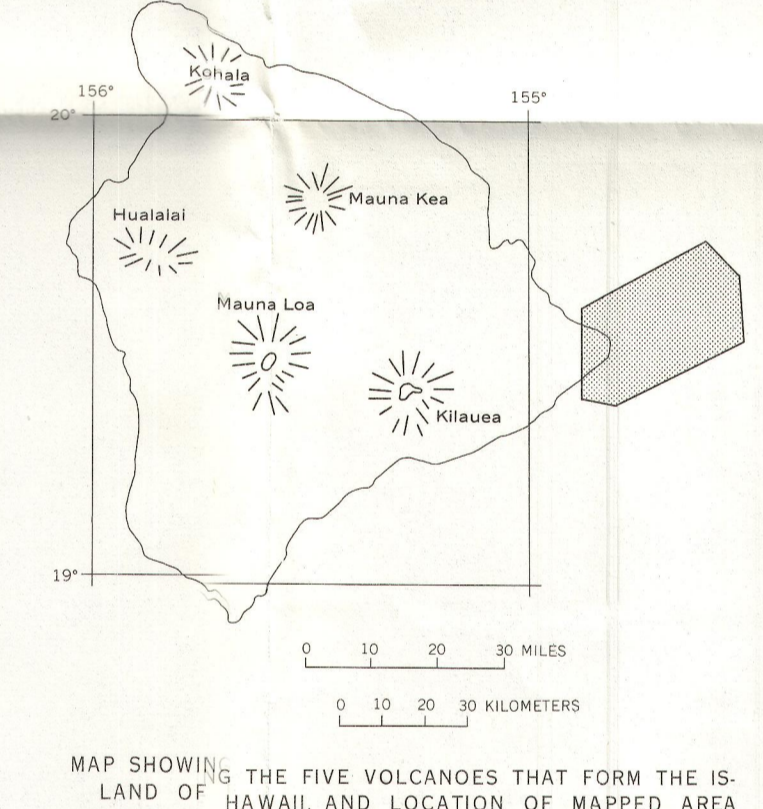 Kohala
156°
155°
20°
Mauna Kea
Hualalai
Mauna Loa
Kilauea
19°
0 10 20 30 MILES
0 10 20 30 KILOMETERS
MAP SHOWING THE FIVE VOLCANOES THAT FORM THE IS-
LAND OF HAWAII, AND LOCATION OF MAPPED AREA